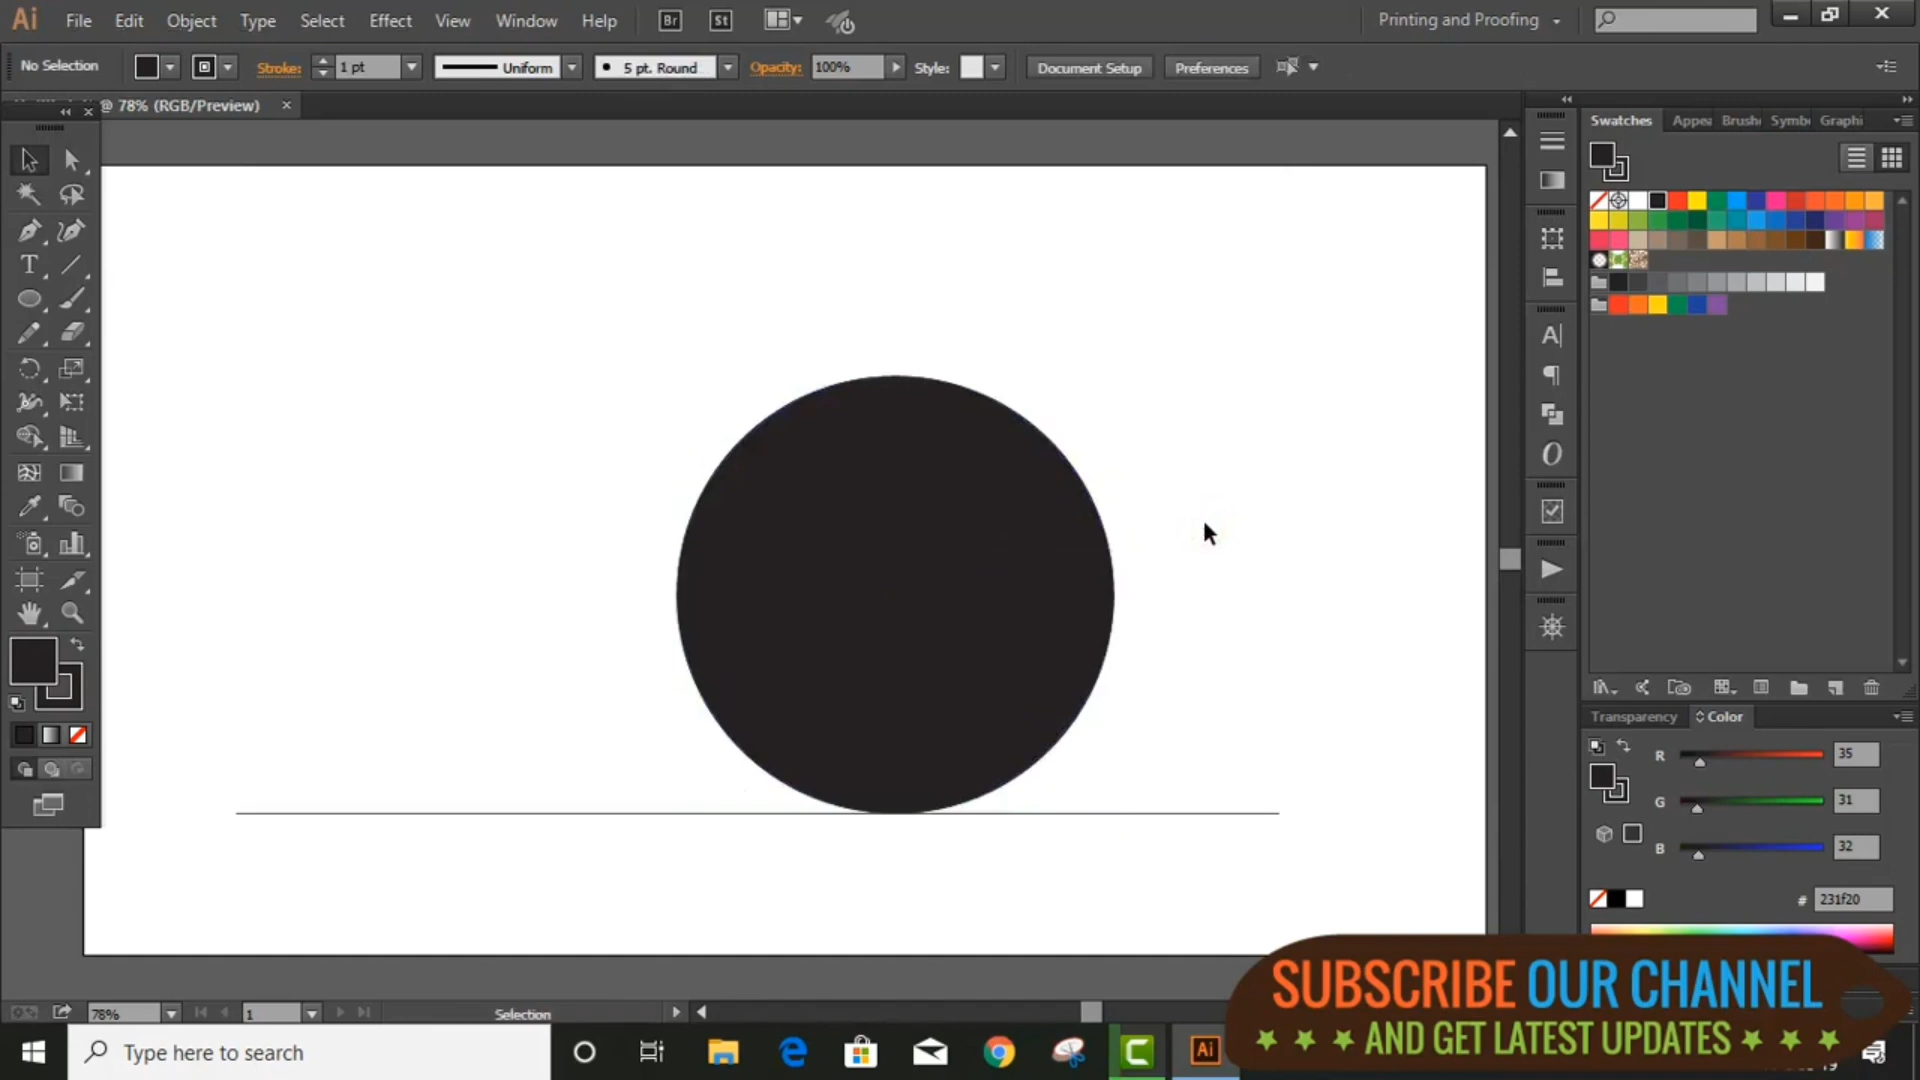 Ai File Edit Object Type Select Effect View Window Help Br St Printing and Proofing
No Selection Stroke: 1 pt Uniform 5 pt. Round Opacity: 100% Style: Document Setup Preferences
@ 78% (RGB/Preview)
Swatches Appea Brush Symb Graphi
Transparency Color
R 35
G 31
B 32
# 231f20
78% 1 Selection
SUBSCRIBE OUR CHANNEL
AND GET LATEST UPDATES
Type here to search